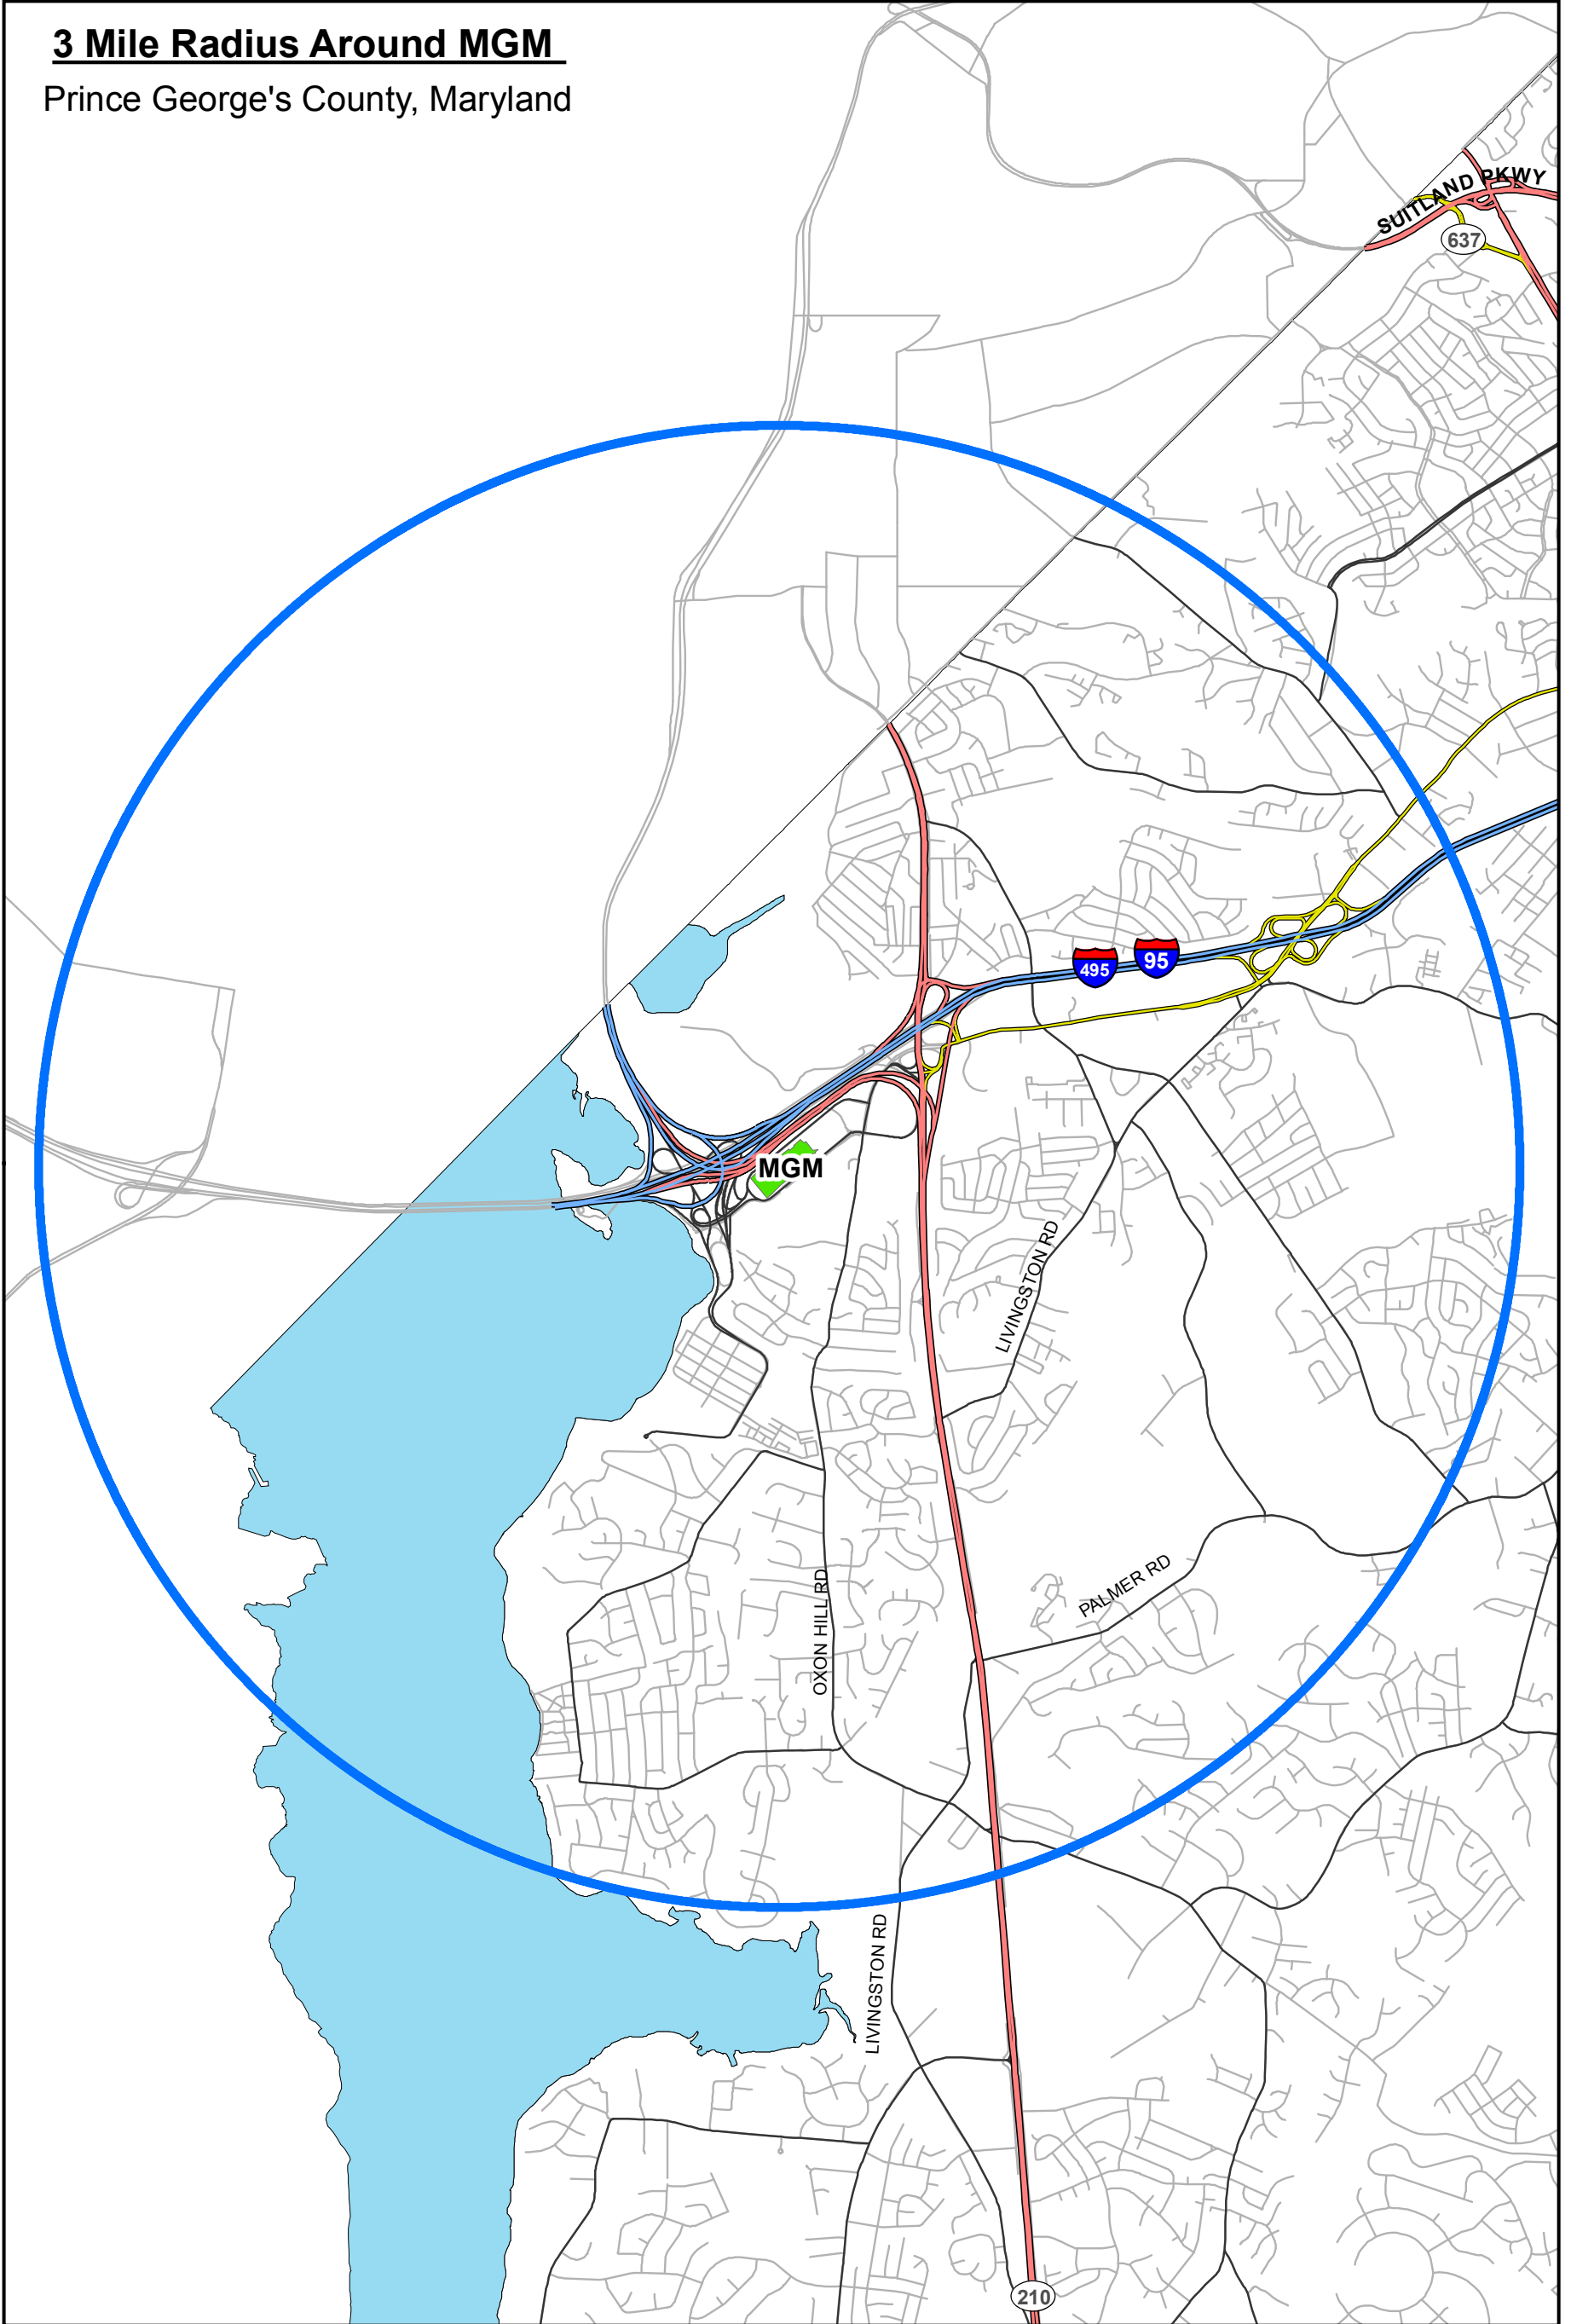 3 Mile Radius Around MGM
Prince George's County, Maryland
SUITLAND PKWY
637
495
95
MGM
LIVINGSTON RD
PALMER RD
OXON HILL RD
LIVINGSTON RD
210